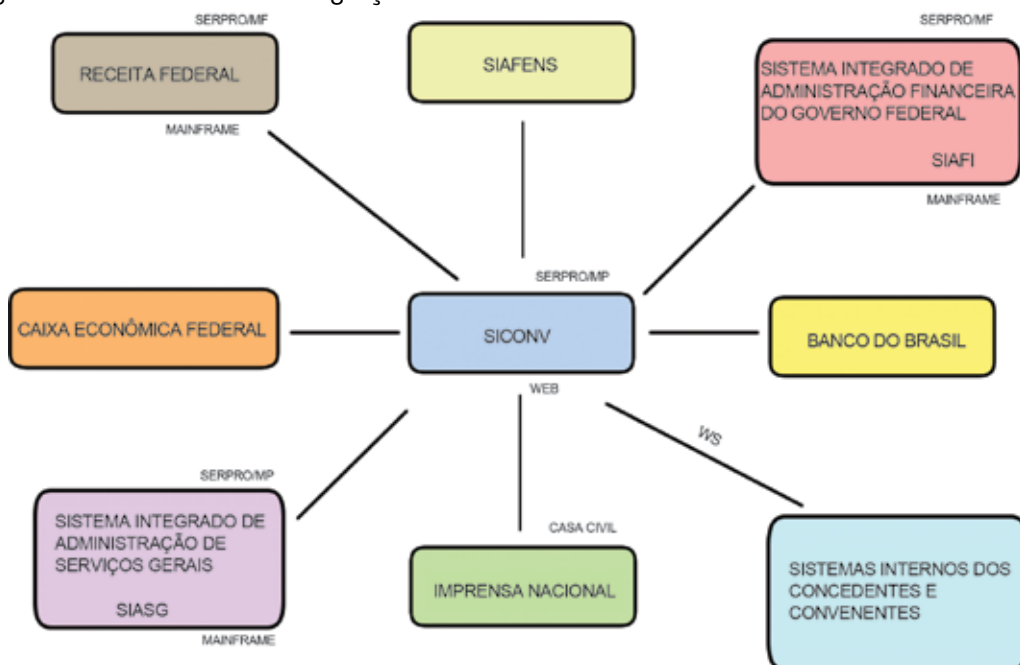 SERPRO/MF
RECEITA FEDERAL
MAINFRAME
SIAFENS
SERPRO/MF
SISTEMA INTEGRADO DE
ADMINISTRAÇÃO FINANCEIRA
DO GOVERNO FEDERAL
SIAFI
MAINFRAME
CAIXA ECONÔMICA FEDERAL
SERPRO/MP
SICONV
WEB
BANCO DO BRASIL
WS
SERPRO/MP
SISTEMA INTEGRADO DE
ADMINISTRAÇÃO DE
SERVIÇOS GERAIS
SIASG
MAINFRAME
CASA CIVIL
IMPRENSA NACIONAL
SISTEMAS INTERNOS DOS
CONCEDENTES E
CONVENENTES